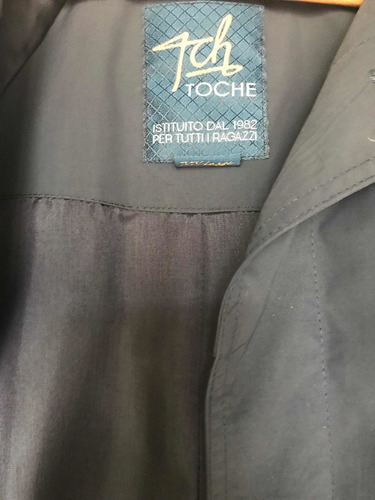 Tch
TOCHE
ISTITUITO DAL 1982
PER TUTTI I RAGAZZI